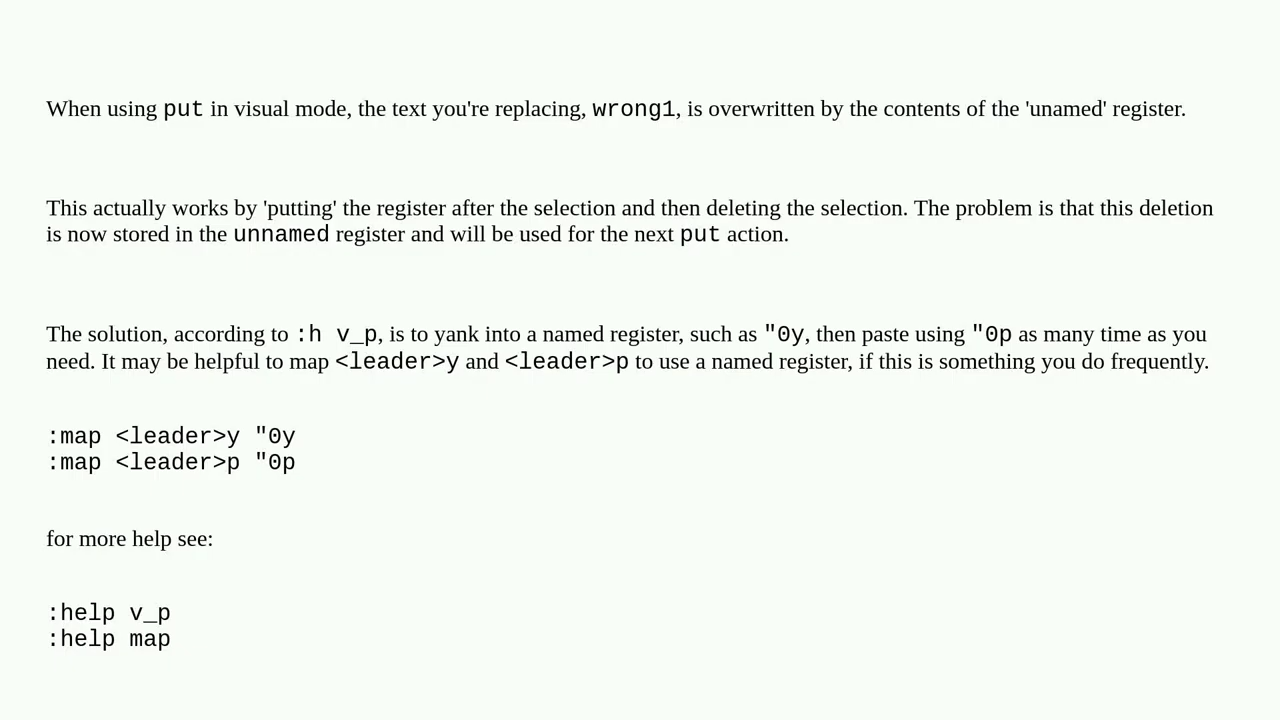 When using put in visual mode, the text you're replacing, wrong1, is overwritten by the contents of the 'unamed' register.
This actually works by 'putting' the register after the selection and then deleting the selection. The problem is that this deletion
is now stored in the unnamed register and will be used for the next put action.
The solution, according to :h v_p, is to yank into a named register, such as "0y, then paste using "0p as many time as you
need. It may be helpful to map <leader>y and <leader>p to use a named register, if this is something you do frequently.
:map <leader>y "0y
:map <leader>p "0p
for more help see:
:help v_p
:help map